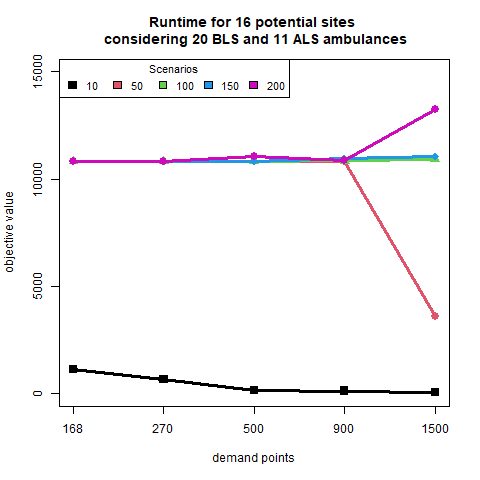 Runtime for 16 potential sites
considering 20 BLS and 11 ALS ambulances
Scenarios
10 50 100 150 200
15000
10000
5000
0
objective value
168 270 500 900 1500
demand points